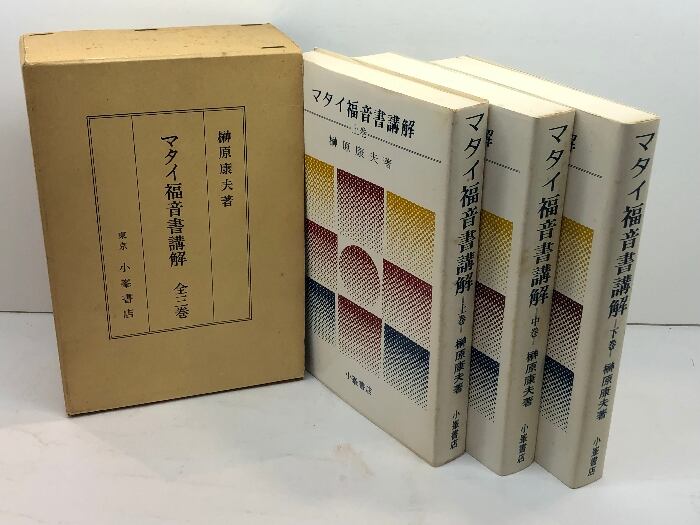 榊原康夫著
マタイ福音書講解 全三巻
東京 小峯書店
マタイ福音書講解
上巻
榊原康夫著
小峯書店
マタイ福音書講解 上巻 榊原康夫著 小峯書店
解
マタイ福音書講解 中巻 榊原康夫著 小峯書店
解
マタイ福音書講解 下巻 榊原康夫著 小峯書店